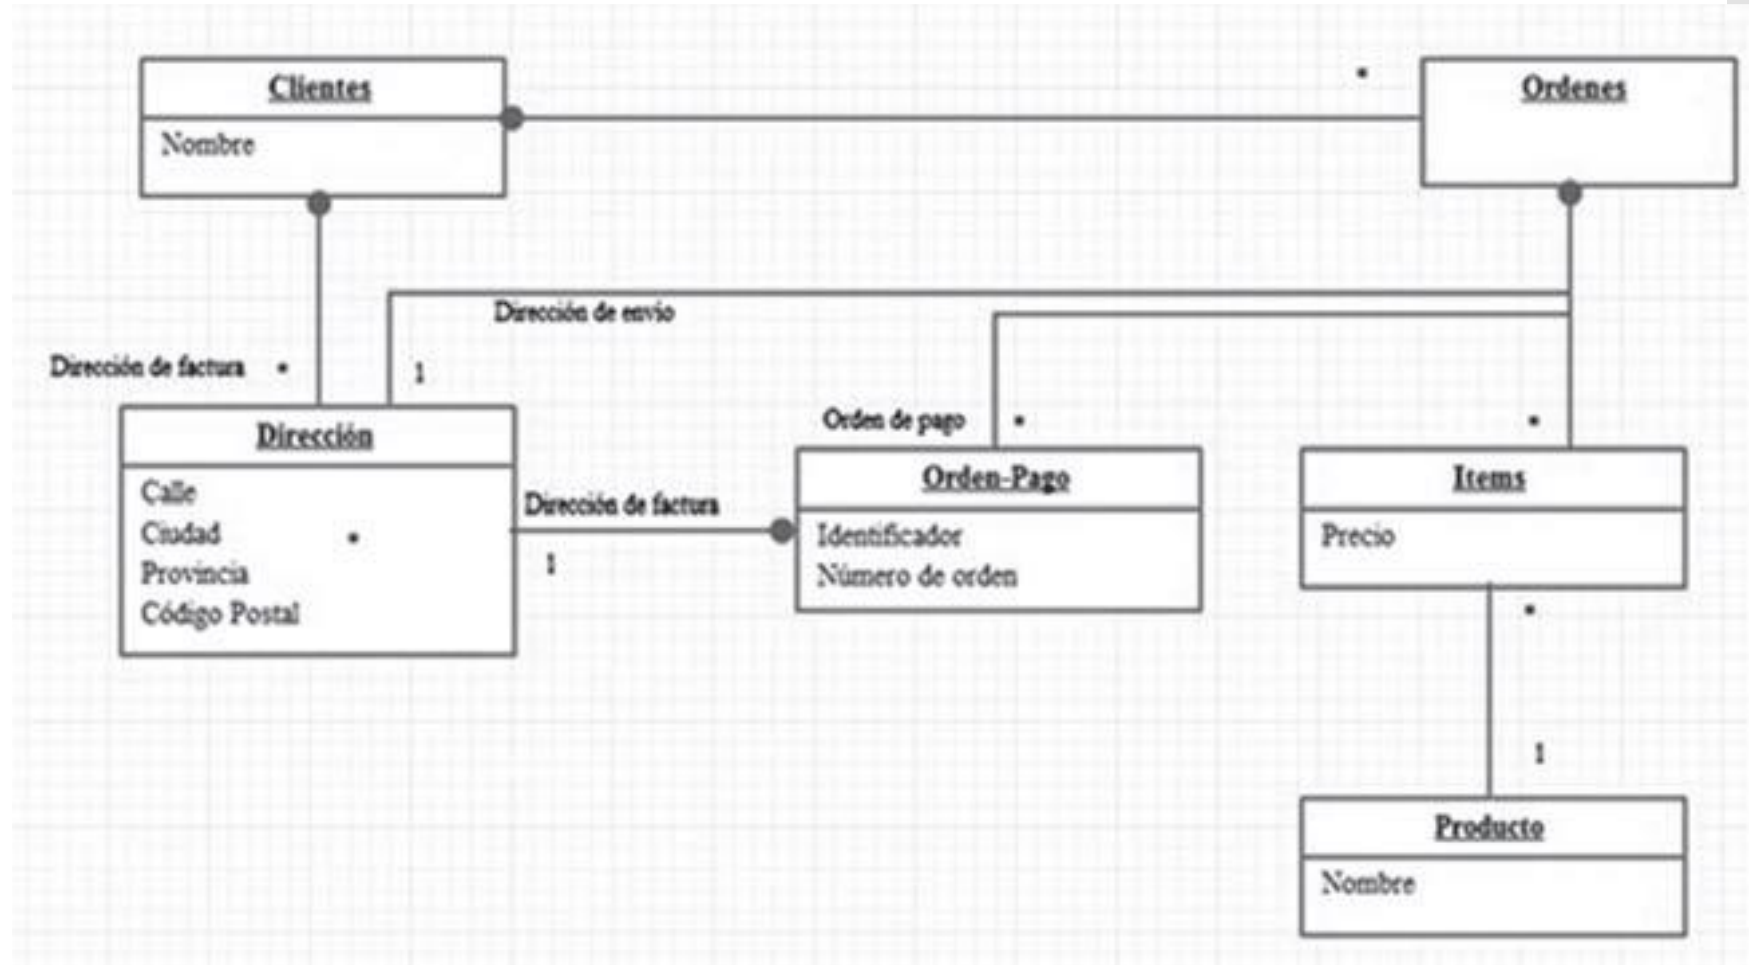 Clientes
Nombre
*
Ordenes
Dirección de envío
Dirección de factura *
1
Dirección
Calle
Ciudad *
Provincia
Código Postal
Dirección de factura
1
Orden de pago *
Orden-Pago
Identificador
Número de orden
*
Items
Precio
*
1
Producto
Nombre